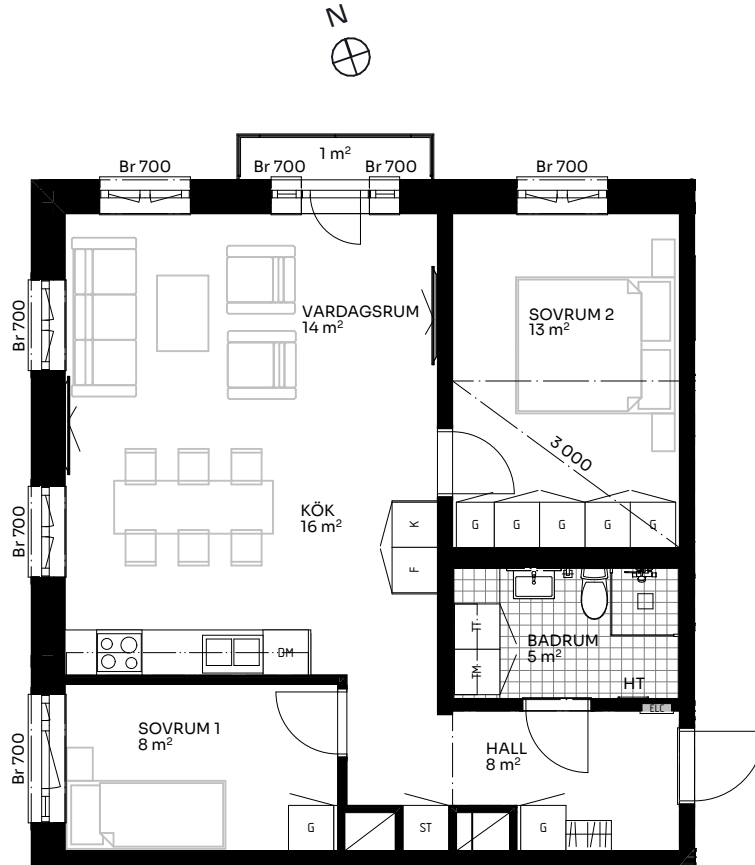 N
1 m²
Br 700
Br 700
Br 700
Br 700
VARDAGSRUM
14 m²
SOVRUM 2
13 m²
Br 700
3 000
KÖK
16 m²
K
G
G
G
G
G
Br 700
F
TT
BADRUM
5 m²
DM
TM
HT
ELC
SOVRUM 1
8 m²
HALL
8 m²
Br 700
G
ST
G